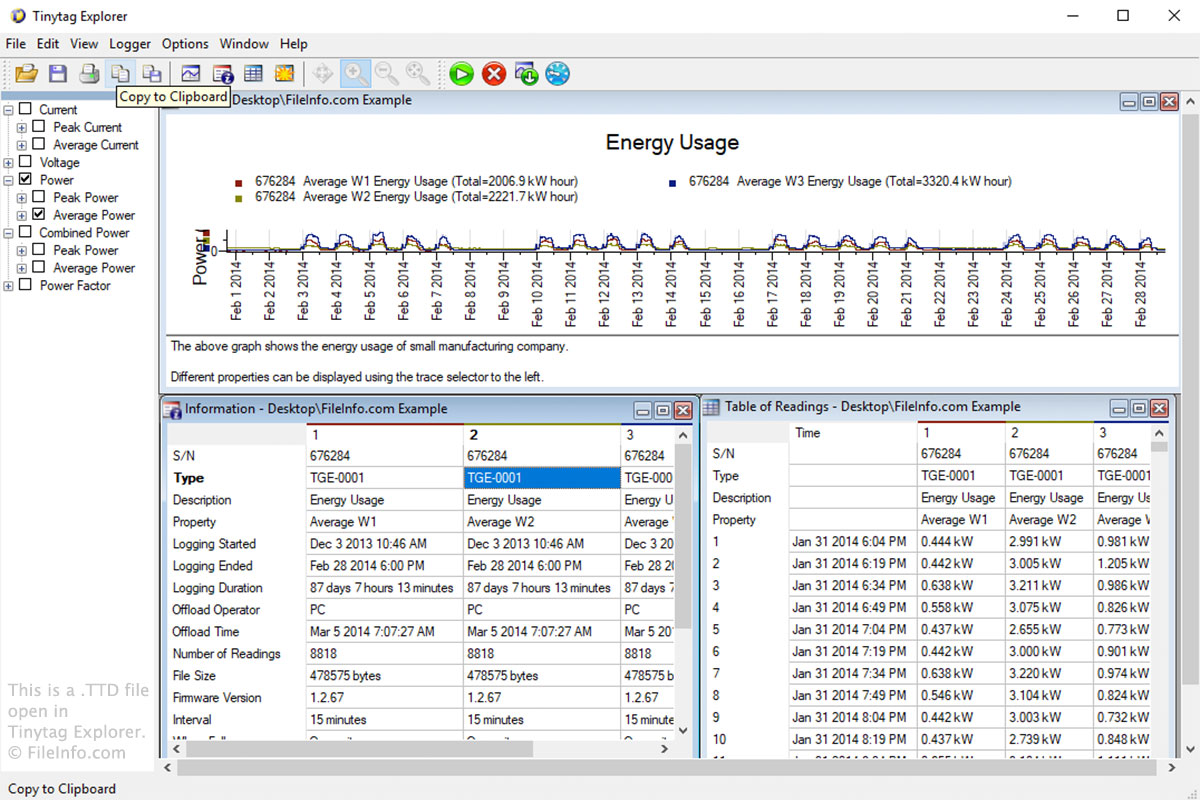 Tinytag Explorer
File Edit View Logger Options Window Help
Copy to Clipboard
Desktop\FileInfo.com Example
Current
Peak Current
Average Current
Voltage
Power
Peak Power
Average Power
Combined Power
Peak Power
Average Power
Power Factor
This is a .TTD file
open in
Tinytag Explorer.
© FileInfo.com
Energy Usage
676284 Average W1 Energy Usage (Total=2006.9 kW hour)
676284 Average W2 Energy Usage (Total=2221.7 kW hour)
676284 Average W3 Energy Usage (Total=3320.4 kW hour)
Power
0
Feb 1 2014
Feb 2 2014
Feb 3 2014
Feb 4 2014
Feb 5 2014
Feb 6 2014
Feb 7 2014
Feb 8 2014
Feb 9 2014
Feb 10 2014
Feb 11 2014
Feb 12 2014
Feb 13 2014
Feb 14 2014
Feb 15 2014
Feb 16 2014
Feb 17 2014
Feb 18 2014
Feb 19 2014
Feb 20 2014
Feb 21 2014
Feb 22 2014
Feb 23 2014
Feb 24 2014
Feb 25 2014
Feb 26 2014
Feb 27 2014
Feb 28 2014
The above graph shows the energy usage of small manufacturing company.
Different properties can be displayed using the trace selector to the left.
Information - Desktop\FileInfo.com Example
1 2 3
S/N 676284 676284 676284
Type TGE-0001 TGE-0001 TGE-000
Description Energy Usage Energy Usage Energy U
Property Average W1 Average W2 Average
Logging Started Dec 3 2013 10:46 AM Dec 3 2013 10:46 AM Dec 3 20
Logging Ended Feb 28 2014 6:00 PM Feb 28 2014 6:00 PM Feb 28 2
Logging Duration 87 days 7 hours 13 minutes 87 days 7 hours 13 minutes 87 days 7
Offload Operator PC PC PC
Offload Time Mar 5 2014 7:07:27 AM Mar 5 2014 7:07:27 AM Mar 5 20
Number of Readings 8818 8818 8818
File Size 478575 bytes 478575 bytes 478575 b
Firmware Version 1.2.67 1.2.67 1.2.67
Interval 15 minutes 15 minutes 15 minute
Table of Readings - Desktop\FileInfo.com Example
Time 1 2 3
S/N 676284 676284 676284
Type TGE-0001 TGE-0001 TGE-0001
Description Energy Usage Energy Usage Energy Us
Property Average W1 Average W2 Average W
1 Jan 31 2014 6:04 PM 0.444 kW 2.991 kW 0.981 kW
2 Jan 31 2014 6:19 PM 0.442 kW 3.005 kW 1.205 kW
3 Jan 31 2014 6:34 PM 0.638 kW 3.211 kW 0.986 kW
4 Jan 31 2014 6:49 PM 0.558 kW 3.075 kW 0.826 kW
5 Jan 31 2014 7:04 PM 0.437 kW 2.655 kW 0.773 kW
6 Jan 31 2014 7:19 PM 0.442 kW 3.000 kW 0.901 kW
7 Jan 31 2014 7:34 PM 0.638 kW 3.220 kW 0.974 kW
8 Jan 31 2014 7:49 PM 0.546 kW 3.104 kW 0.824 kW
9 Jan 31 2014 8:04 PM 0.442 kW 3.003 kW 0.732 kW
10 Jan 31 2014 8:19 PM 0.437 kW 2.739 kW 0.848 kW
Copy to Clipboard